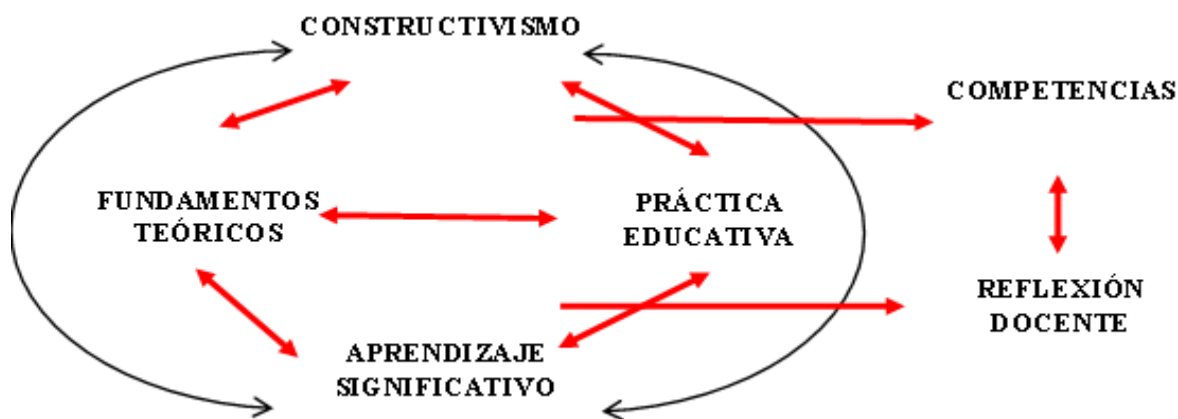 CONSTRUCTIVISMO
COMPETENCIAS
FUNDAMENTOS
TEÓRICOS
PRÁCTICA
EDUCATIVA
REFLEXIÓN
DOCENTE
APRENDIZAJE
SIGNIFICATIVO